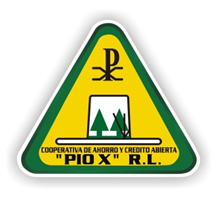 COOPERATIVA DE AHORRO Y CREDITO ABIERTA
"PIO X" R.L.